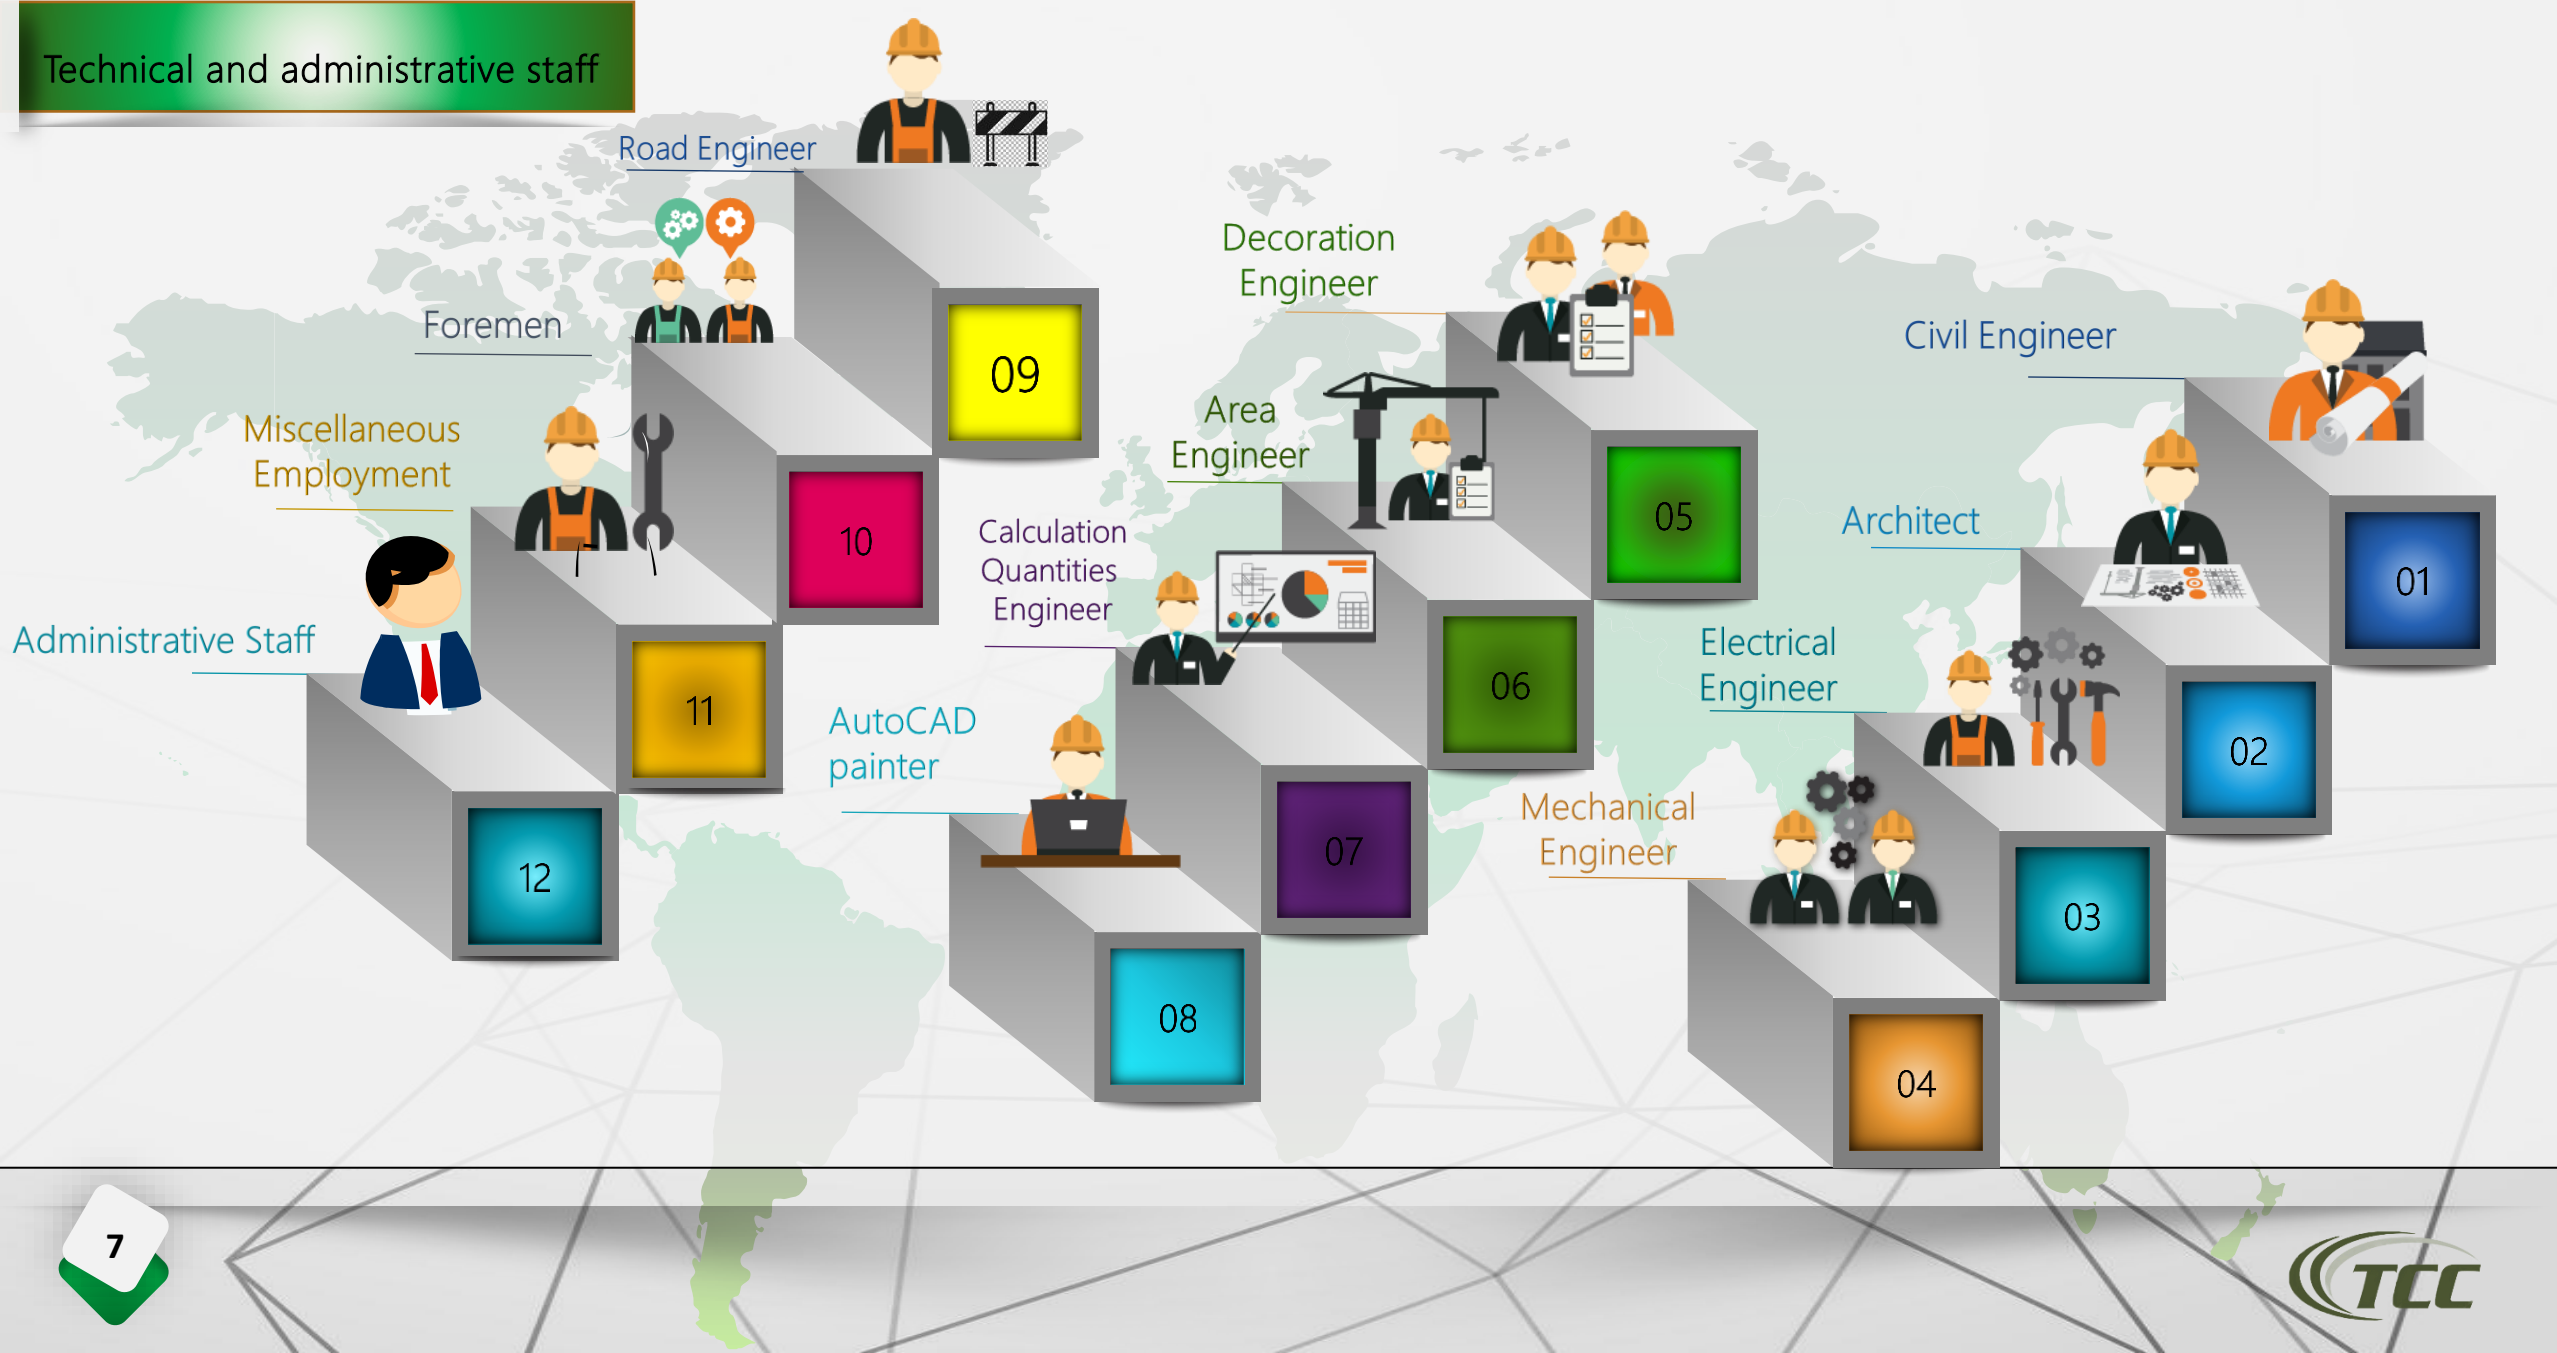 Technical and administrative staff
Road Engineer
09
Foremen
10
Miscellaneous
Employment
11
Administrative Staff
12
Decoration
Engineer
05
Area
Engineer
06
Calculation
Quantities
Engineer
07
AutoCAD
painter
08
Civil Engineer
01
Architect
02
Electrical
Engineer
03
Mechanical
Engineer
04
7
TCC